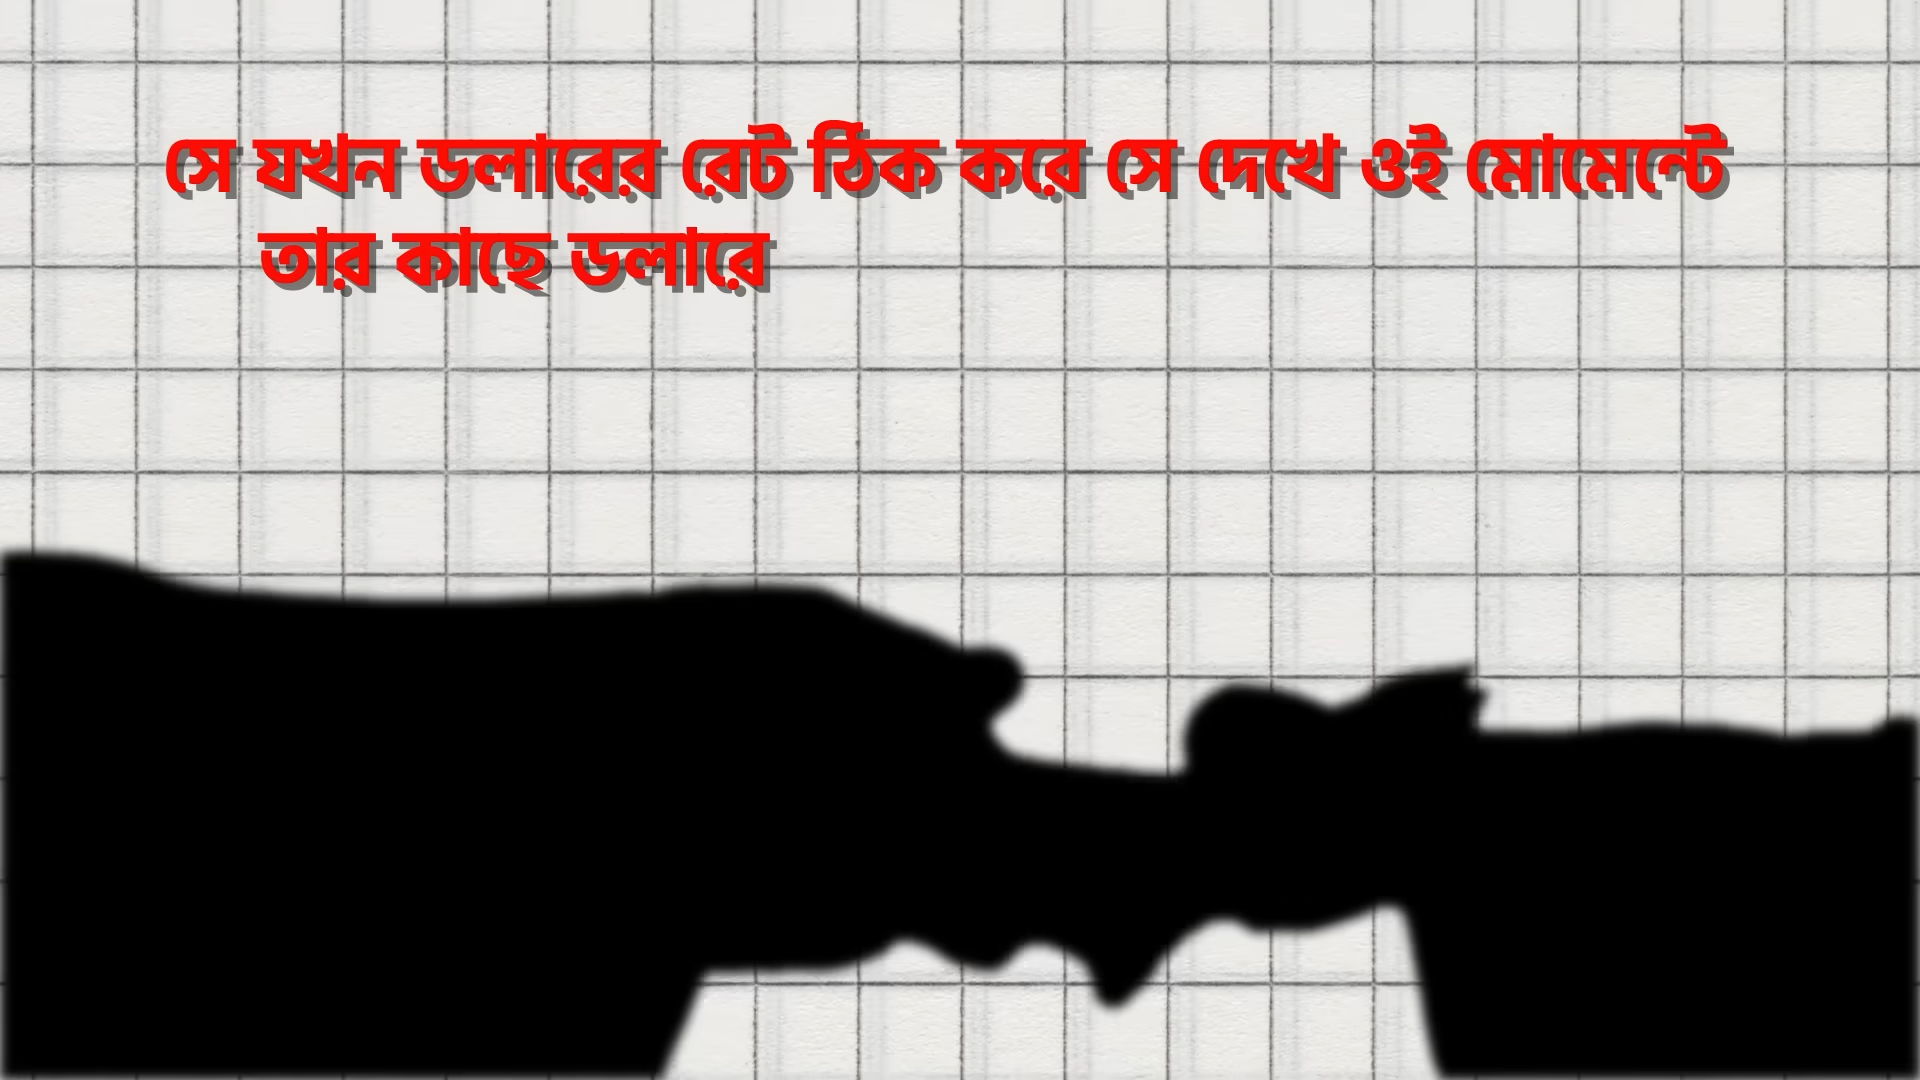 সে যখন ডলারের রেট ঠিক করে সে দেখে ওই মোমেন্টে
তার কাছে ডলারে